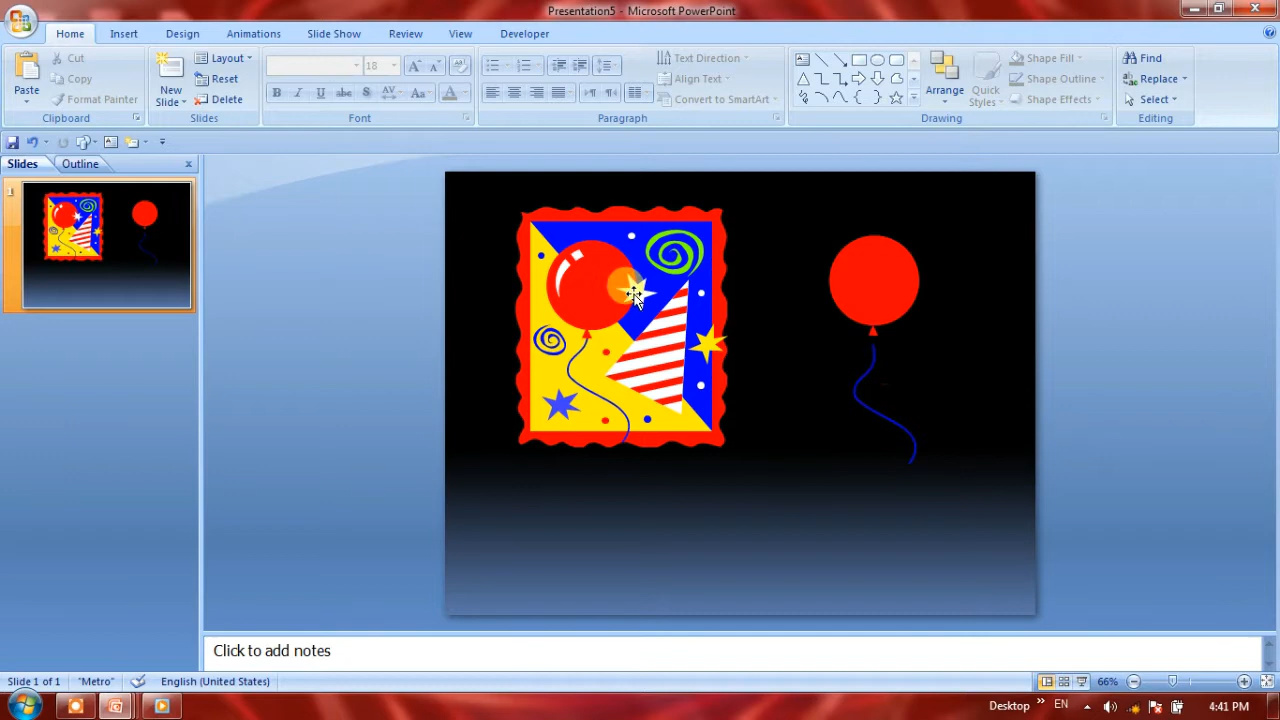 Presentation5 - Microsoft PowerPoint
Home Insert Design Animations Slide Show Review View Developer
Paste
Cut
Copy
Format Painter
Clipboard
New Slide
Layout
Reset
Delete
Slides
18
B I U abe S AV Aa A
Font
Text Direction
Align Text
Convert to SmartArt
Paragraph
Arrange
Quick Styles
Shape Fill
Shape Outline
Shape Effects
Drawing
Find
Replace
Select
Editing
Slides Outline
1
Click to add notes
Slide 1 of 1 "Metro" English (United States) 66%
Desktop EN 4:41 PM